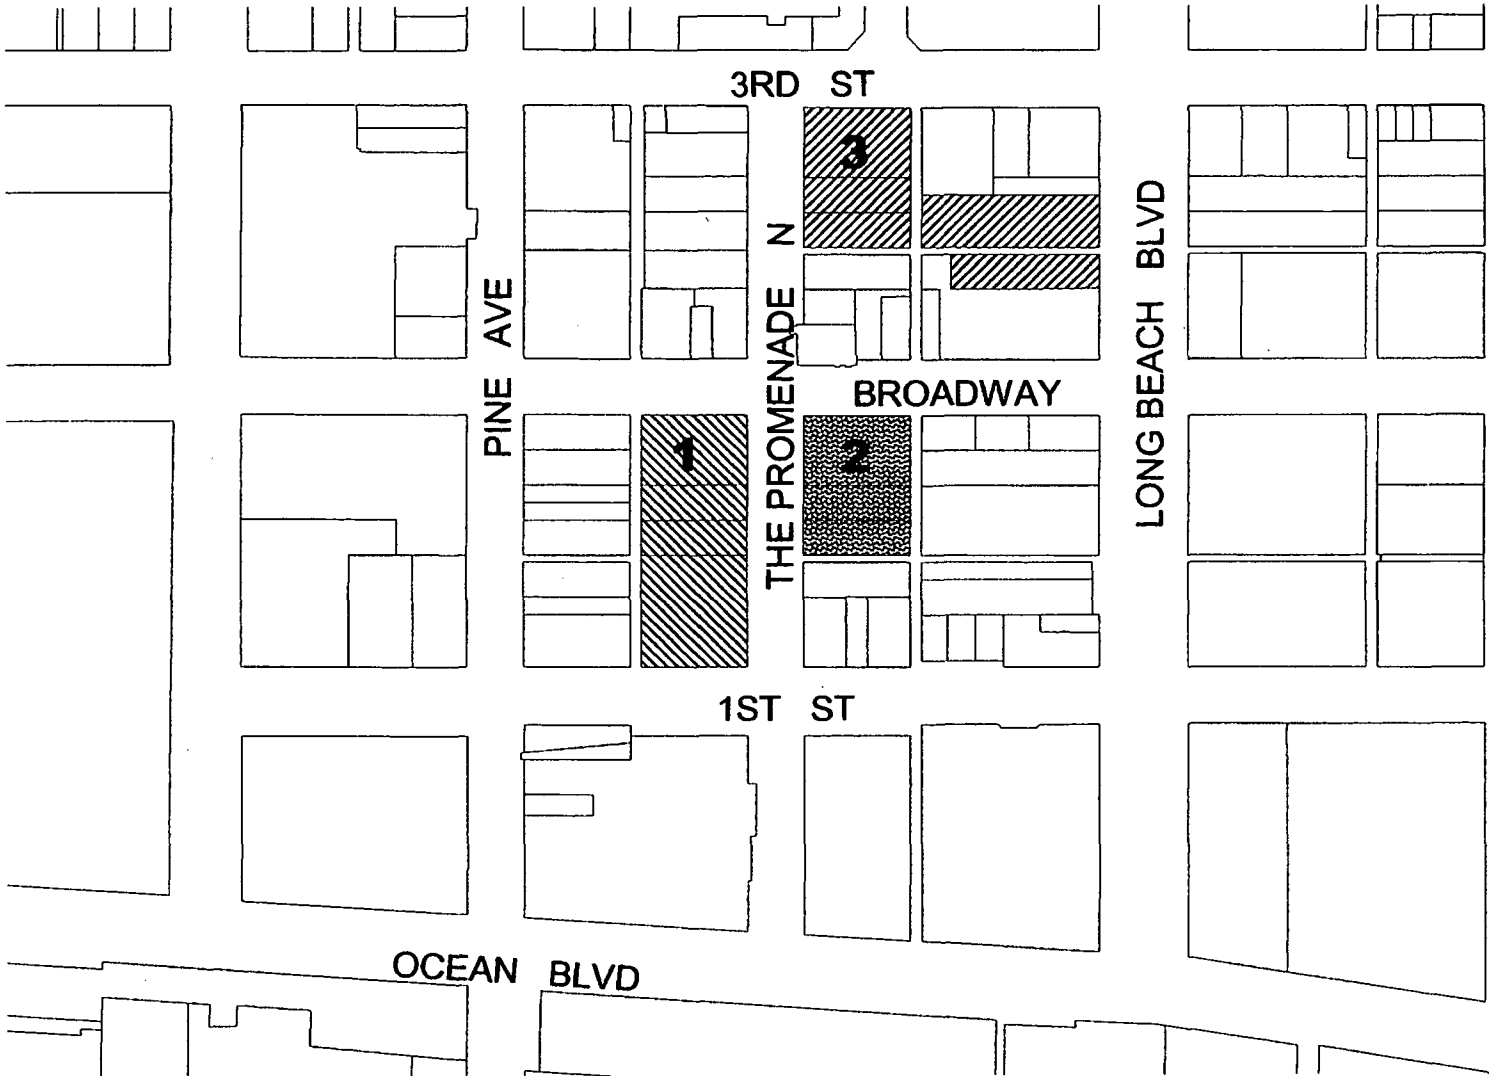 3RD ST
3
PINE AVE
THE PROMENADE N
LONG BEACH BLVD
BROADWAY
1
2
1ST ST
OCEAN BLVD